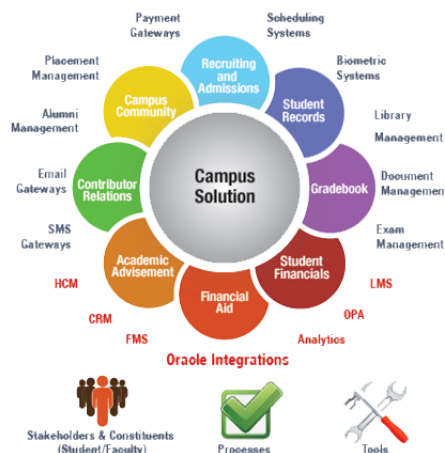 Payment
Gateways
Scheduling
Systems
Placement
Management
Recruiting
and
Admissions
Biometric
Systems
Campus
Community
Student
Records
Alumni
Management
Library
Management
Campus
Solution
Email
Gateways
Contributor
Relations
Gradebook
Document
Managemen
SMS
Gateways
Academic
Advisement
Student
Financials
Exam
Management
HCM
Financial
Aid
LMS
CRM
OPA
FMS
Analytics
Oracle Integrations
Stakeholders & Constituents
(Student/Faculty)
Processes
Tools